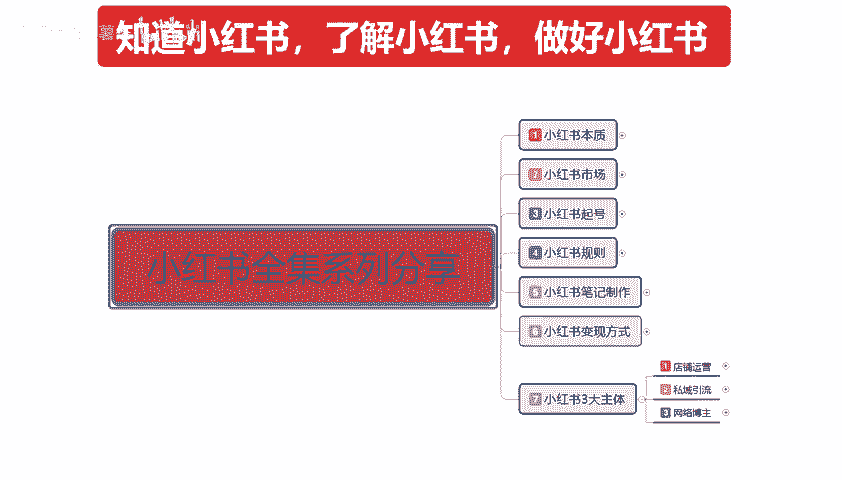 知道小红书，了解小红书，做好小红书
小红书全集系列分享
1 小红书本质
2 小红书市场
3 小红书起号
4 小红书规则
5 小红书笔记制作
6 小红书变现方式
7 小红书3大主体
1 店铺运营
2 私域引流
3 网络博主